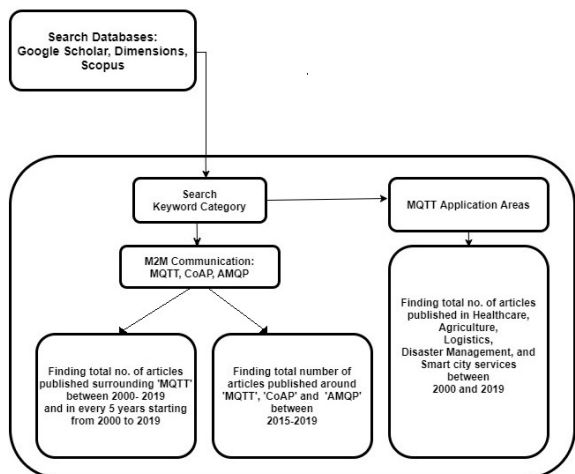 Search Databases:
Google Scholar, Dimensions,
Scopus
Search
Keyword Category
MQTT Application Areas
M2M Communication:
MQTT, CoAP, AMQP
Finding total no. of articles
published in Healthcare,
Agriculture,
Logistics,
Disaster Management, and
Smart city services
between
2000 and 2019
Finding total no. of articles
published surrounding 'MQTT'
between 2000- 2019
and in every 5 years starting
from 2000 to 2019
Finding total number of
articles published around
'MQTT', 'CoAP' and 'AMQP'
between
2015-2019